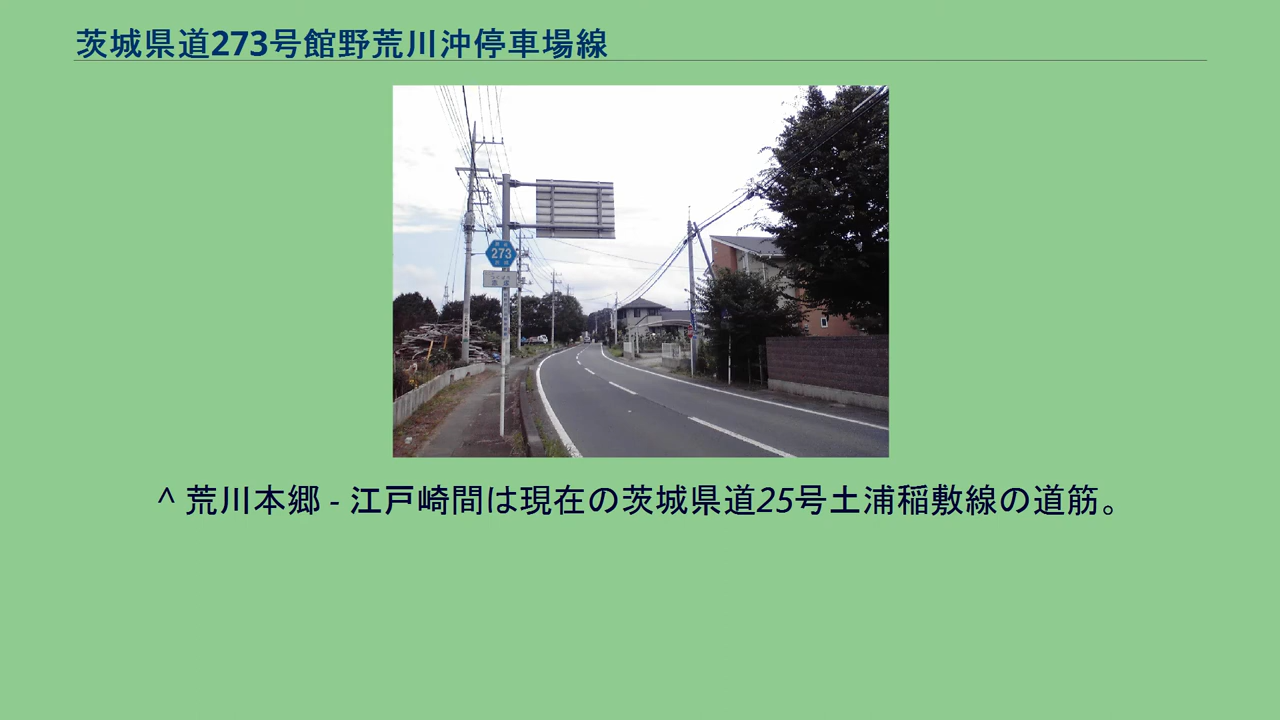 茨城県道273号館野荒川沖停車場線
273
^ 荒川本郷 - 江戸崎間は現在の茨城県道25号土浦稲敷線の道筋。